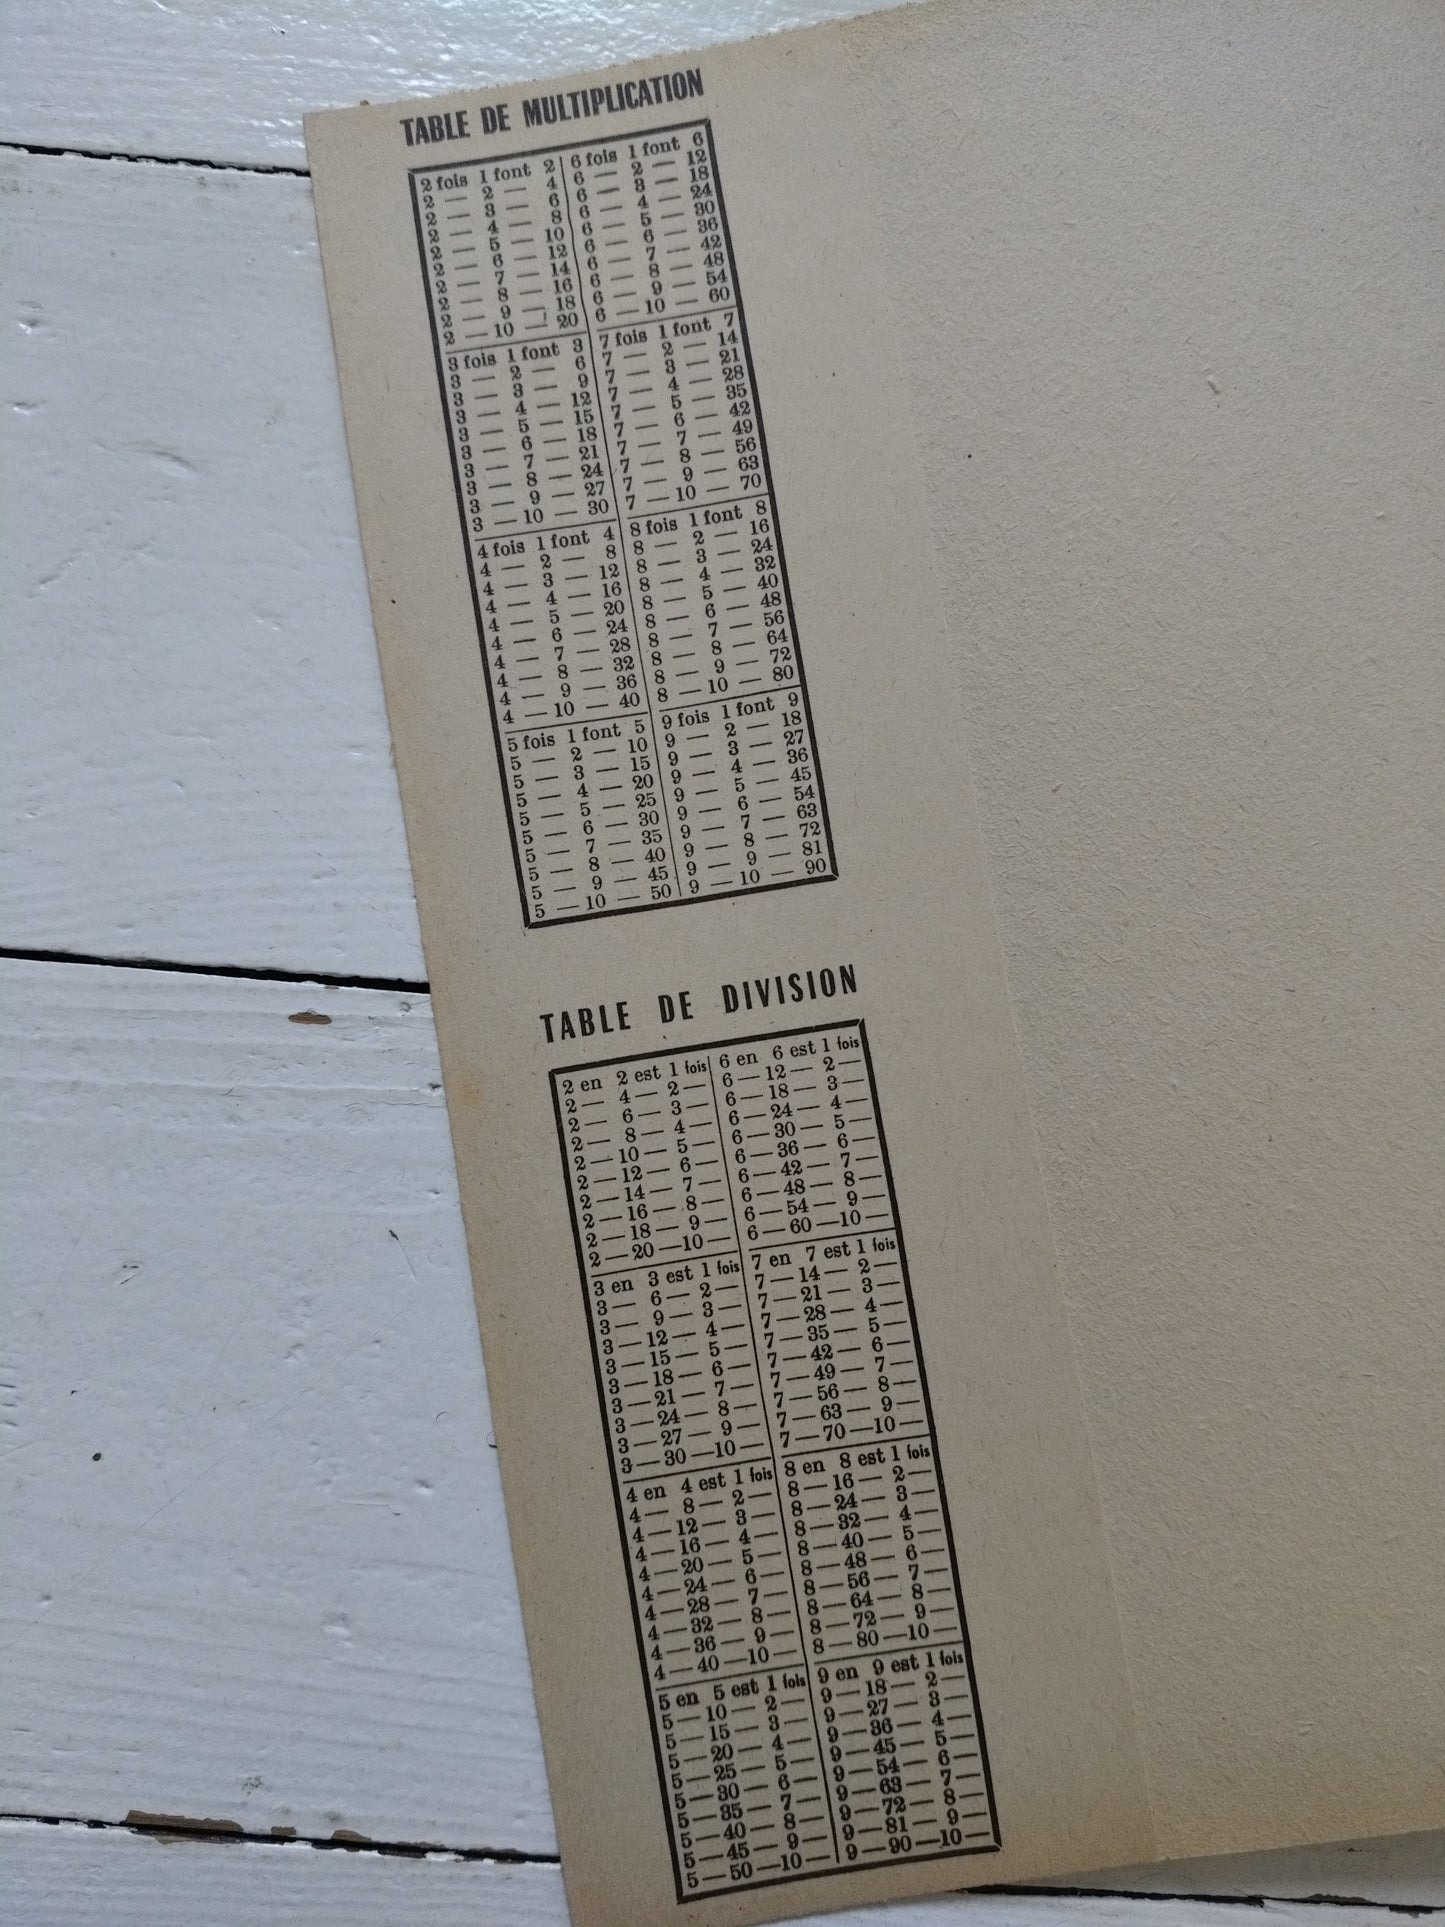 TABLE DE MULTIPLICATION
2 fois 1 font 2
2 — 2 — 4
2 — 3 — 6
2 — 4 — 8
2 — 5 — 10
2 — 6 — 12
2 — 7 — 14
2 — 8 — 16
2 — 9 — 18
2 — 10 — 20
3 fois 1 font 3
3 — 2 — 6
3 — 3 — 9
3 — 4 — 12
3 — 5 — 15
3 — 6 — 18
3 — 7 — 21
3 — 8 — 24
3 — 9 — 27
3 — 10 — 30
4 fois 1 font 4
4 — 2 — 8
4 — 3 — 12
4 — 4 — 16
4 — 5 — 20
4 — 6 — 24
4 — 7 — 28
4 — 8 — 32
4 — 9 — 36
4 — 10 — 40
5 fois 1 font 5
5 — 2 — 10
5 — 3 — 15
5 — 4 — 20
5 — 5 — 25
5 — 6 — 30
5 — 7 — 35
5 — 8 — 40
5 — 9 — 45
5 — 10 — 50
6 fois 1 font 6
6 — 2 — 12
6 — 3 — 18
6 — 4 — 24
6 — 5 — 30
6 — 6 — 36
6 — 7 — 42
6 — 8 — 48
6 — 9 — 54
6 — 10 — 60
7 fois 1 font 7
7 — 2 — 14
7 — 3 — 21
7 — 4 — 28
7 — 5 — 35
7 — 6 — 42
7 — 7 — 49
7 — 8 — 56
7 — 9 — 63
7 — 10 — 70
8 fois 1 font 8
8 — 2 — 16
8 — 3 — 24
8 — 4 — 32
8 — 5 — 40
8 — 6 — 48
8 — 7 — 56
8 — 8 — 64
8 — 9 — 72
8 — 10 — 80
9 fois 1 font 9
9 — 2 — 18
9 — 3 — 27
9 — 4 — 36
9 — 5 — 45
9 — 6 — 54
9 — 7 — 63
9 — 8 — 72
9 — 9 — 81
9 — 10 — 90
TABLE DE DIVISION
2 en 2 est 1 fois
2 — 4 — 2 —
2 — 6 — 3 —
2 — 8 — 4 —
2 — 10 — 5 —
2 — 12 — 6 —
2 — 14 — 7 —
2 — 16 — 8 —
2 — 18 — 9 —
2 — 20 — 10 —
3 en 3 est 1 fois
3 — 6 — 2 —
3 — 9 — 3 —
3 — 12 — 4 —
3 — 15 — 5 —
3 — 18 — 6 —
3 — 21 — 7 —
3 — 24 — 8 —
3 — 27 — 9 —
3 — 30 — 10 —
4 en 4 est 1 fois
4 — 8 — 2 —
4 — 12 — 3 —
4 — 16 — 4 —
4 — 20 — 5 —
4 — 24 — 6 —
4 — 28 — 7 —
4 — 32 — 8 —
4 — 36 — 9 —
4 — 40 — 10 —
5 en 5 est 1 fois
5 — 10 — 2 —
5 — 15 — 3 —
5 — 20 — 4 —
5 — 25 — 5 —
5 — 30 — 6 —
5 — 35 — 7 —
5 — 40 — 8 —
5 — 45 — 9 —
5 — 50 — 10 —
6 en 6 est 1 fois
6 — 12 — 2 —
6 — 18 — 3 —
6 — 24 — 4 —
6 — 30 — 5 —
6 — 36 — 6 —
6 — 42 — 7 —
6 — 48 — 8 —
6 — 54 — 9 —
6 — 60 — 10 —
7 en 7 est 1 fois
7 — 14 — 2 —
7 — 21 — 3 —
7 — 28 — 4 —
7 — 35 — 5 —
7 — 42 — 6 —
7 — 49 — 7 —
7 — 56 — 8 —
7 — 63 — 9 —
7 — 70 — 10 —
8 en 8 est 1 fois
8 — 16 — 2 —
8 — 24 — 3 —
8 — 32 — 4 —
8 — 40 — 5 —
8 — 48 — 6 —
8 — 56 — 7 —
8 — 64 — 8 —
8 — 72 — 9 —
8 — 80 — 10 —
9 en 9 est 1 fois
9 — 18 — 2 —
9 — 27 — 3 —
9 — 36 — 4 —
9 — 45 — 5 —
9 — 54 — 6 —
9 — 63 — 7 —
9 — 72 — 8 —
9 — 81 — 9 —
9 — 90 — 10 —